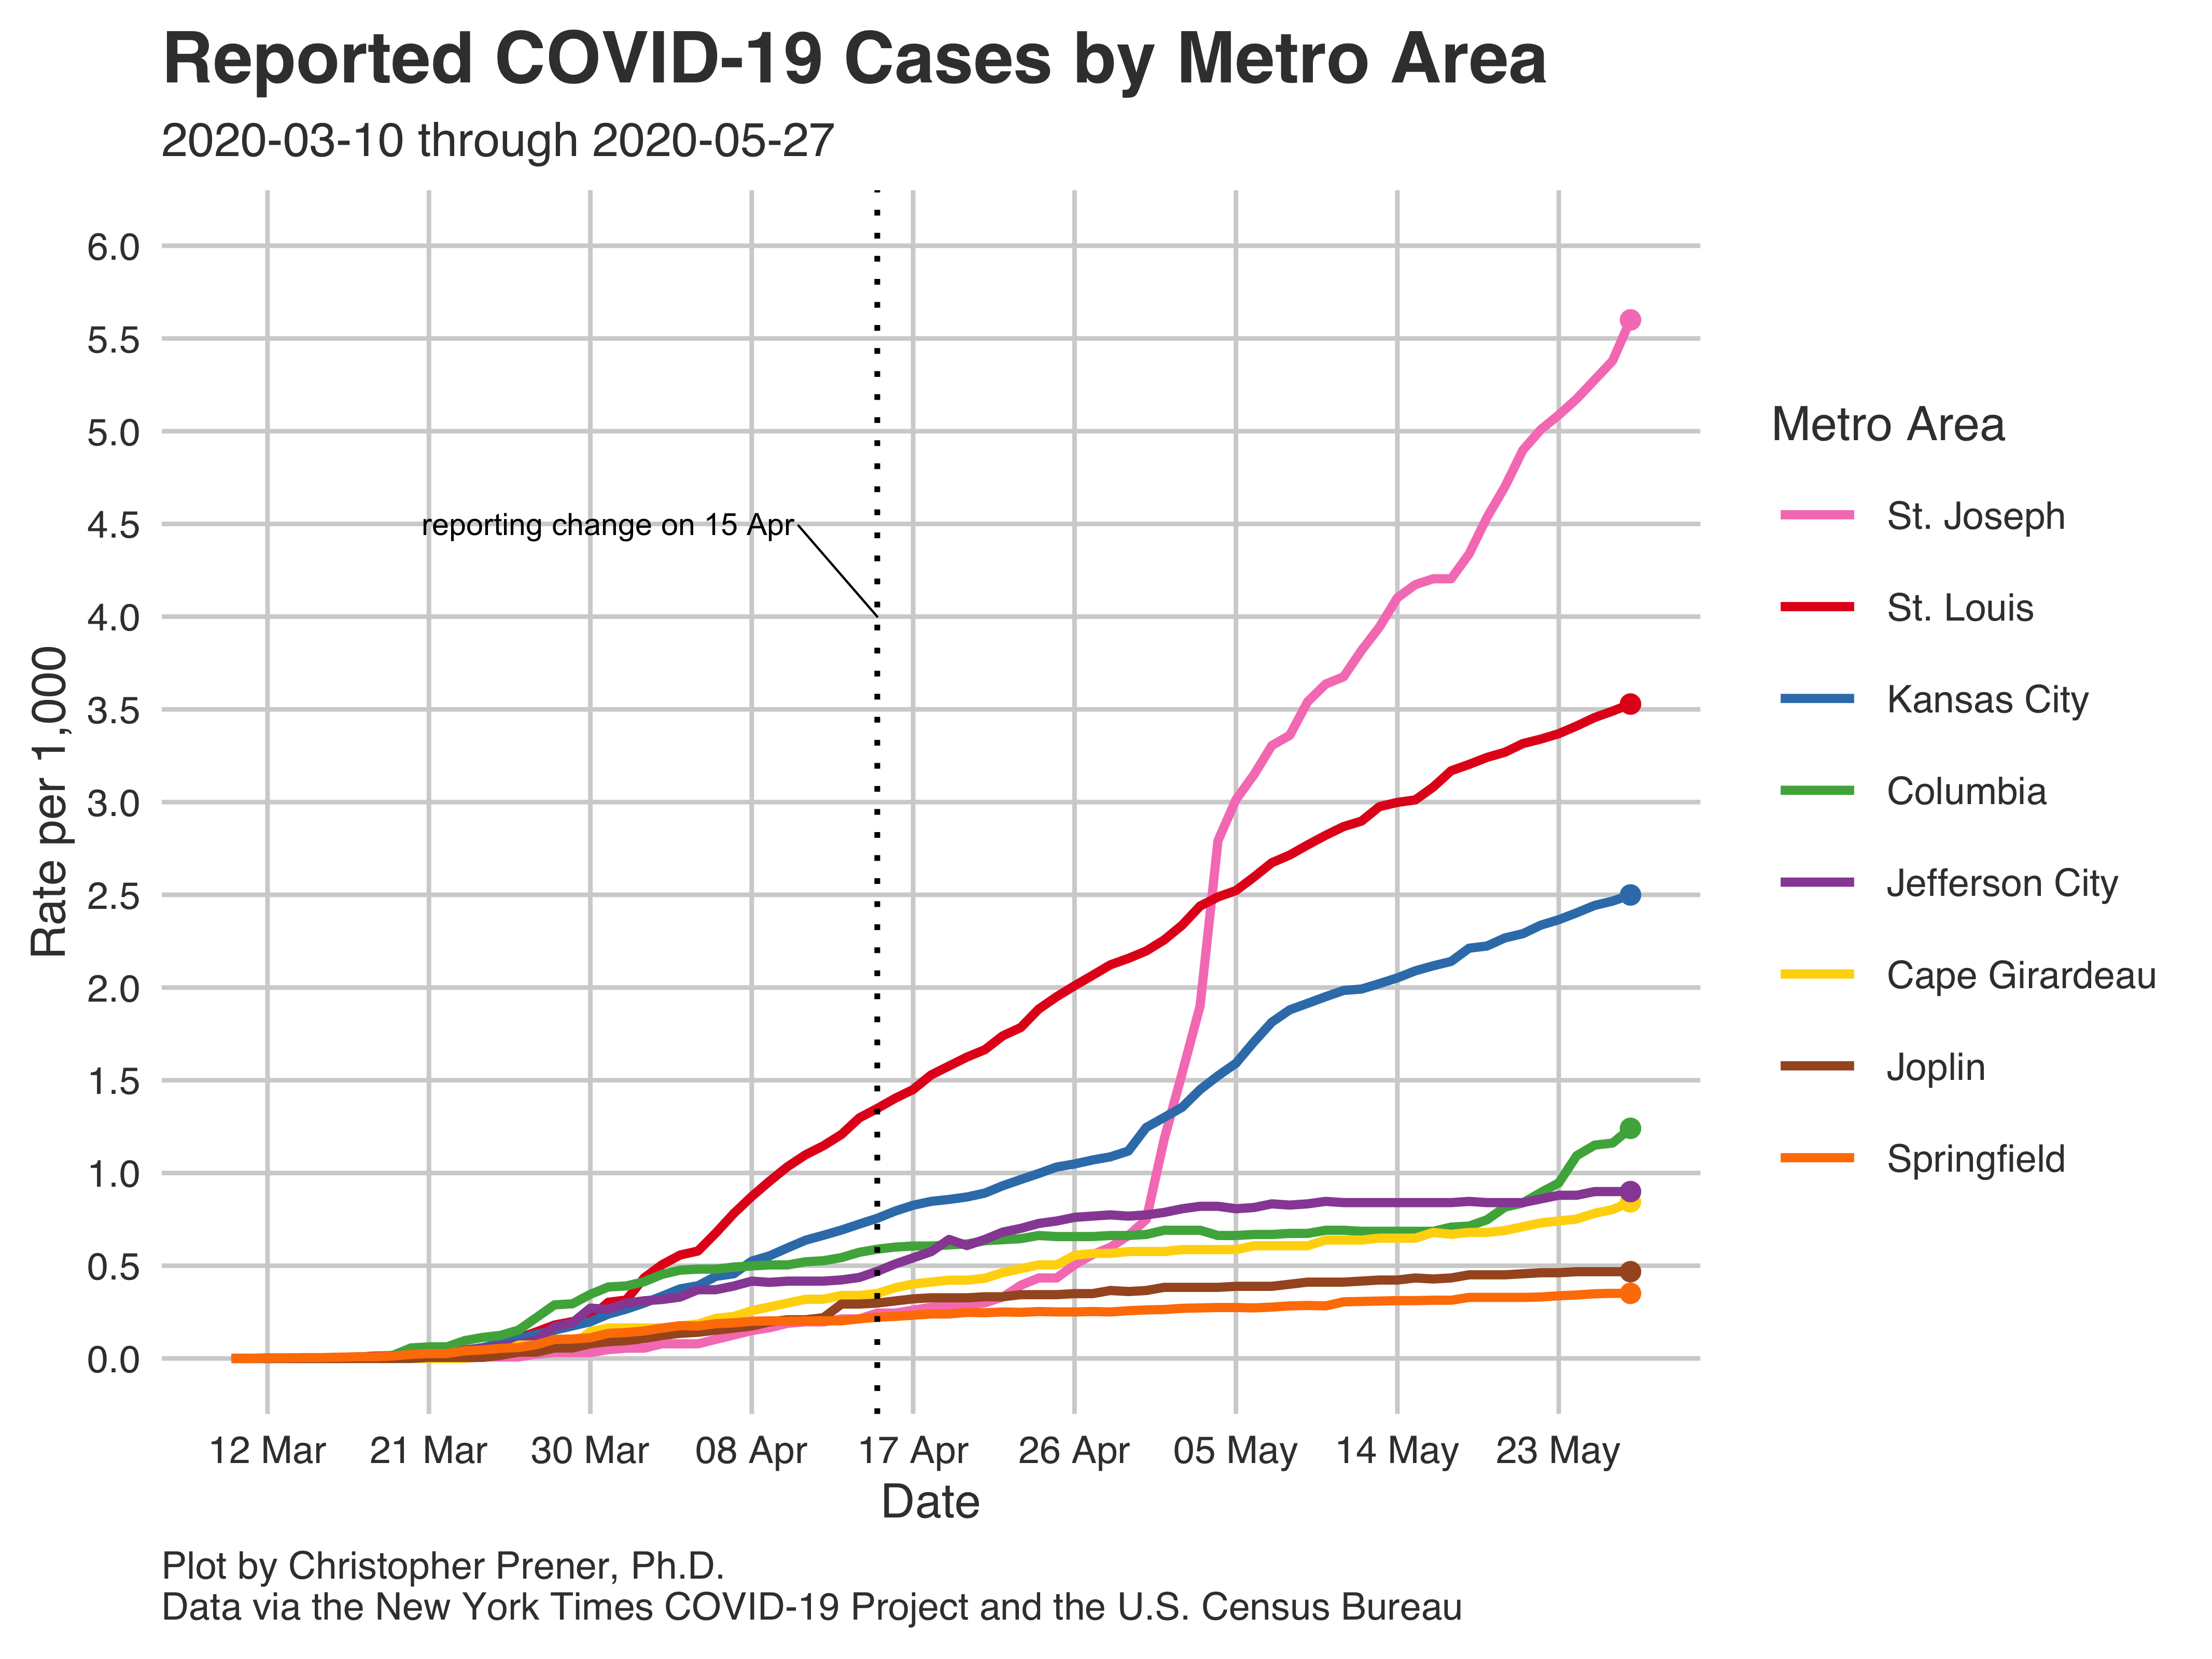 Reported COVID-19 Cases by Metro Area
2020-03-10 through 2020-05-27
Rate per 1,000
6.0
5.5
5.0
4.5
4.0
3.5
3.0
2.5
2.0
1.5
1.0
0.5
0.0
reporting change on 15 Apr
12 Mar 21 Mar 30 Mar 08 Apr 17 Apr 26 Apr 05 May 14 May 23 May
Date
Metro Area
St. Joseph
St. Louis
Kansas City
Columbia
Jefferson City
Cape Girardeau
Joplin
Springfield
Plot by Christopher Prener, Ph.D.
Data via the New York Times COVID-19 Project and the U.S. Census Bureau